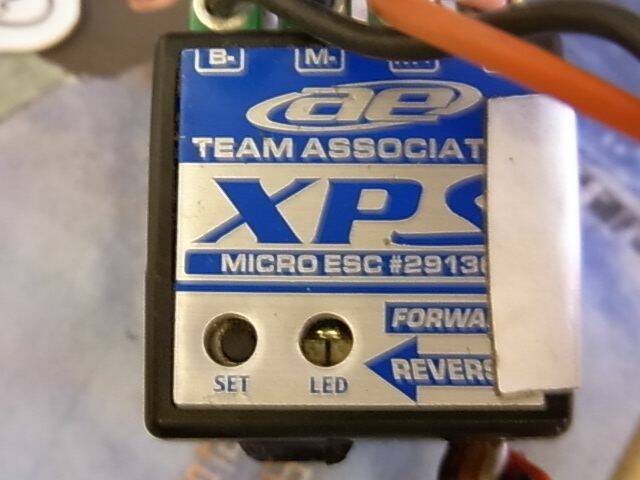 B-
M-
ae
TEAM ASSOCIAT
XPS
MICRO ESC #2913
FORWA
REVERS
SET
LED